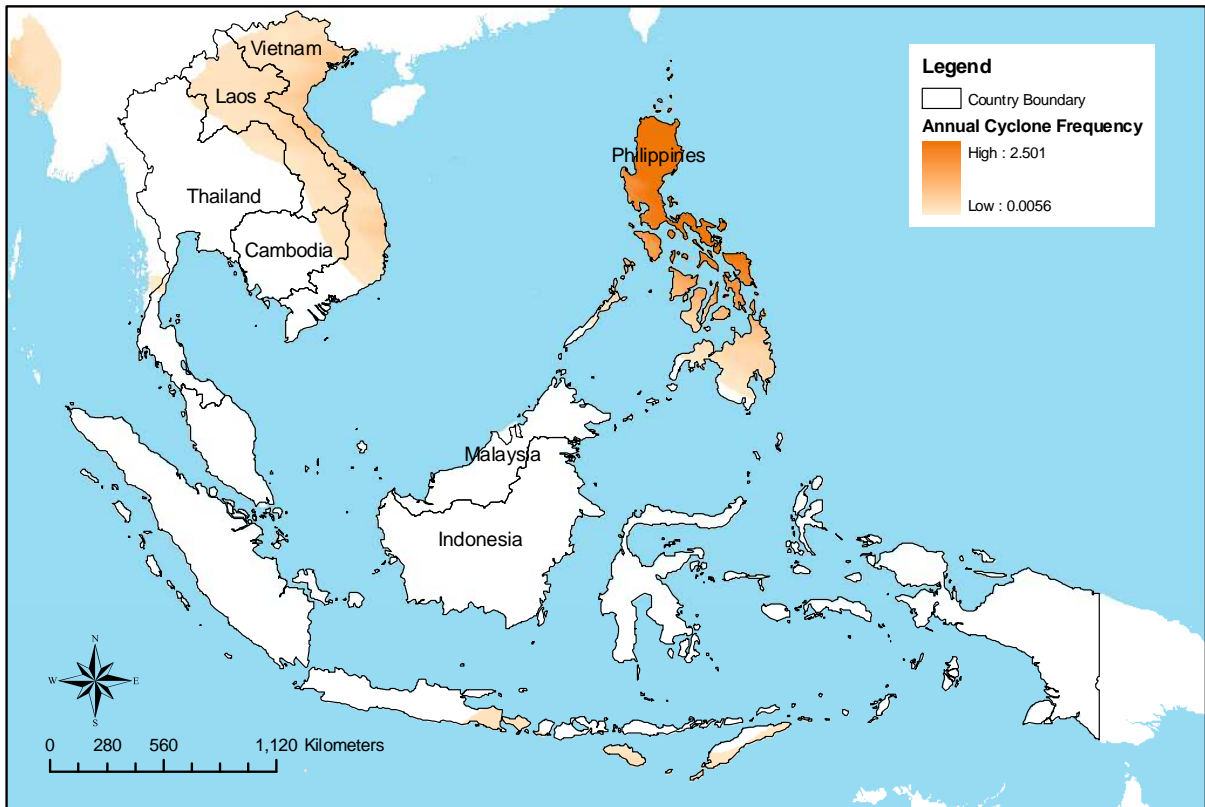 Vietnam
Laos
Thailand
Cambodia
Philippines
Malaysia
Indonesia
Legend
Country Boundary
Annual Cyclone Frequency
High : 2.501
Low : 0.0056
N
W E
S
0 280 560 1,120 Kilometers